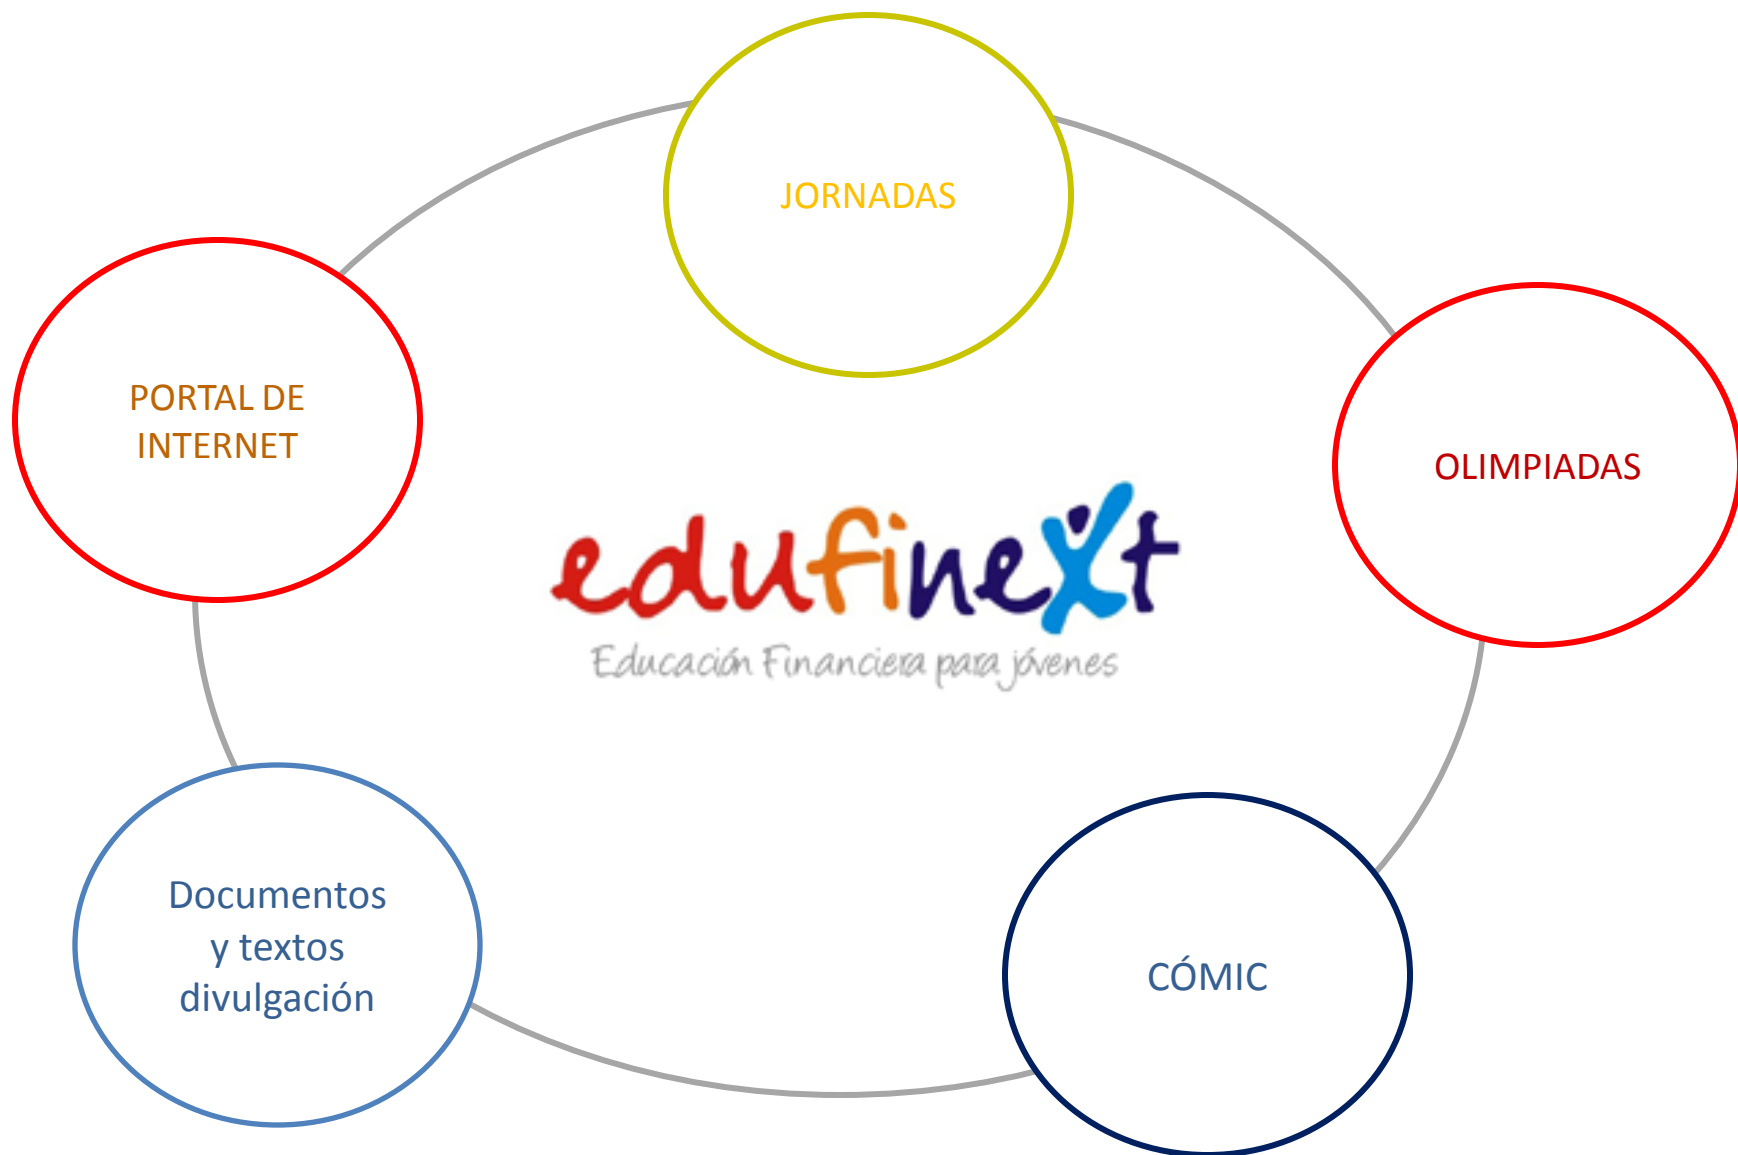 JORNADAS
PORTAL DE
INTERNET
OLIMPIADAS
edufinext
Educación Financiera para jóvenes
Documentos
y textos
divulgación
CÓMIC